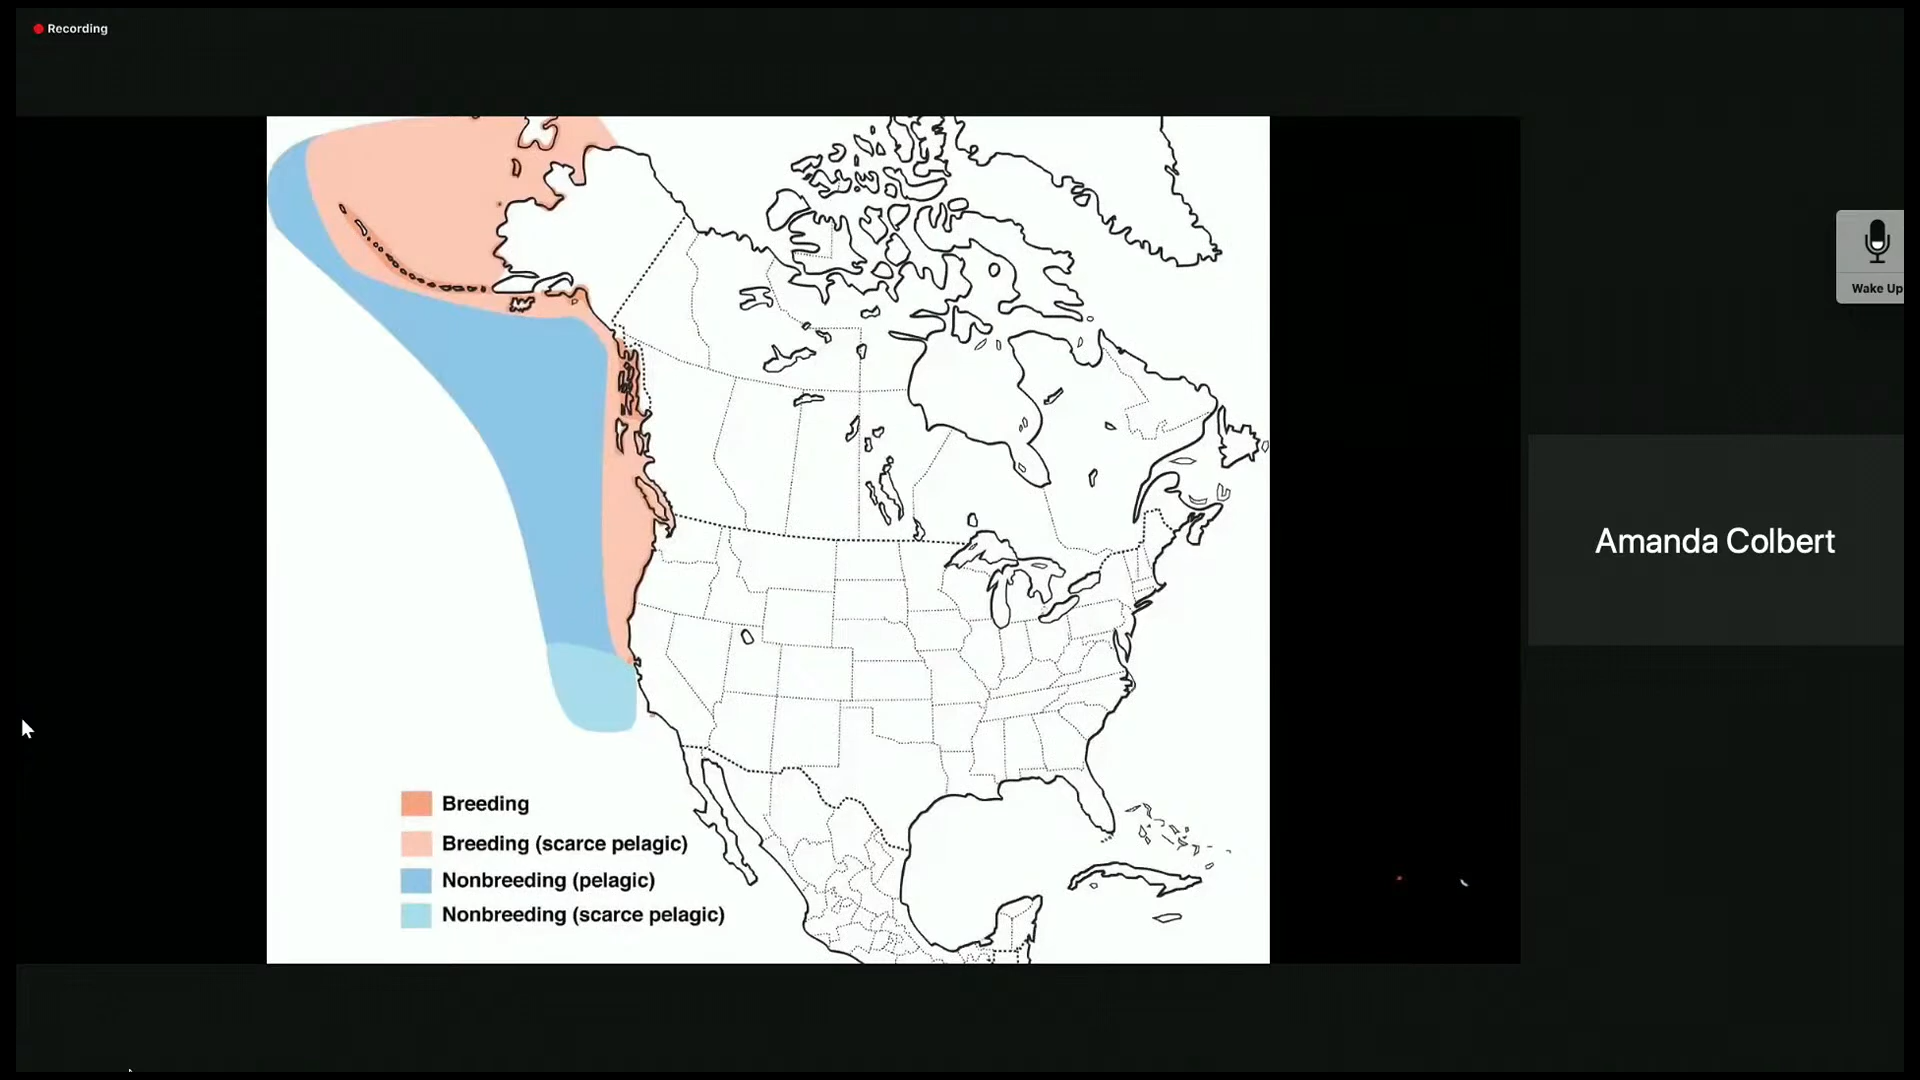 Recording
Wake Up
Amanda Colbert
Breeding
Breeding (scarce pelagic)
Nonbreeding (pelagic)
Nonbreeding (scarce pelagic)